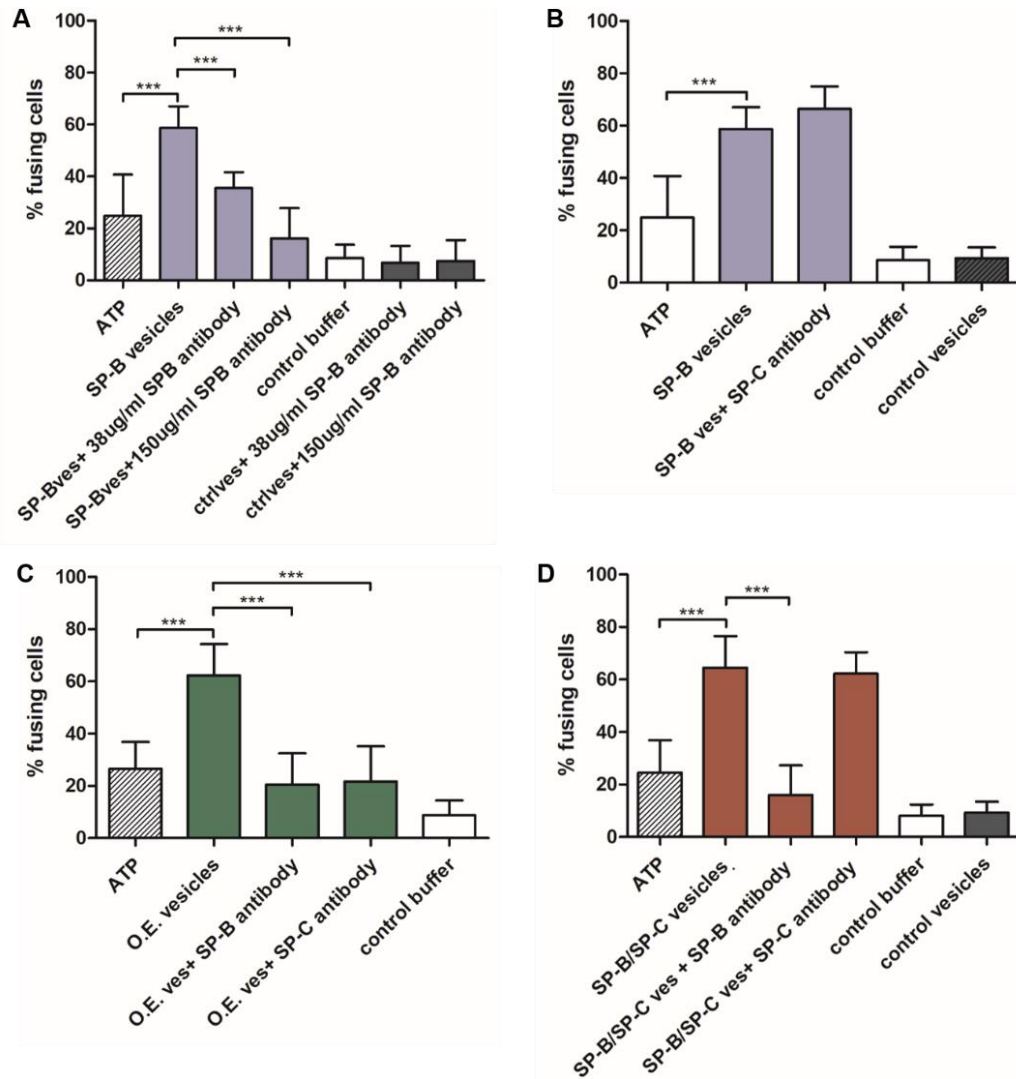 A
% fusing cells
100
80
60
40
20
0
***
***
***
ATP
SP-B vesicles
SP-Bves+ 38ug/ml SPB antibody
SP-Bves+150ug/ml SPB antibody
control buffer
ctrlves+ 38ug/ml SP-B antibody
ctrlves+150ug/ml SP-B antibody
B
% fusing cells
100
80
60
40
20
0
***
ATP
SP-B vesicles
SP-B ves+ SP-C antibody
control buffer
control vesicles
C
% fusing cells
100
80
60
40
20
0
***
***
***
ATP
O.E. vesicles
O.E. ves+ SP-B antibody
O.E. ves+ SP-C antibody
control buffer
D
% fusing cells
100
80
60
40
20
0
***
***
ATP
SP-B/SP-C vesicles.
SP-B/SP-C ves + SP-B antibody
SP-B/SP-C ves+ SP-C antibody
control buffer
control vesicles